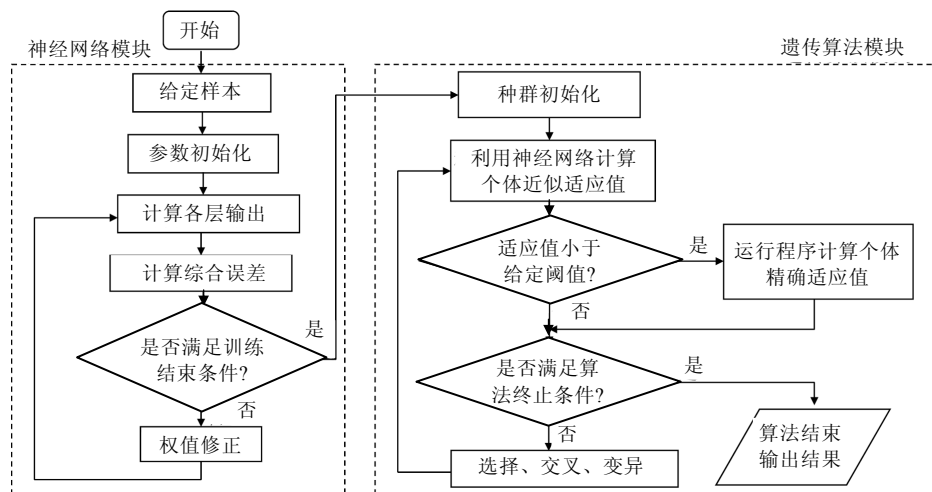 开始
神经网络模块
给定样本
参数初始化
计算各层输出
计算综合误差
是否满足训练
结束条件?
是
否
权值修正
遗传算法模块
种群初始化
利用神经网络计算
个体近似适应值
适应值小于
给定阈值?
是
运行程序计算个体
精确适应值
否
是否满足算
法终止条件?
是
算法结束
输出结果
否
选择、交叉、变异